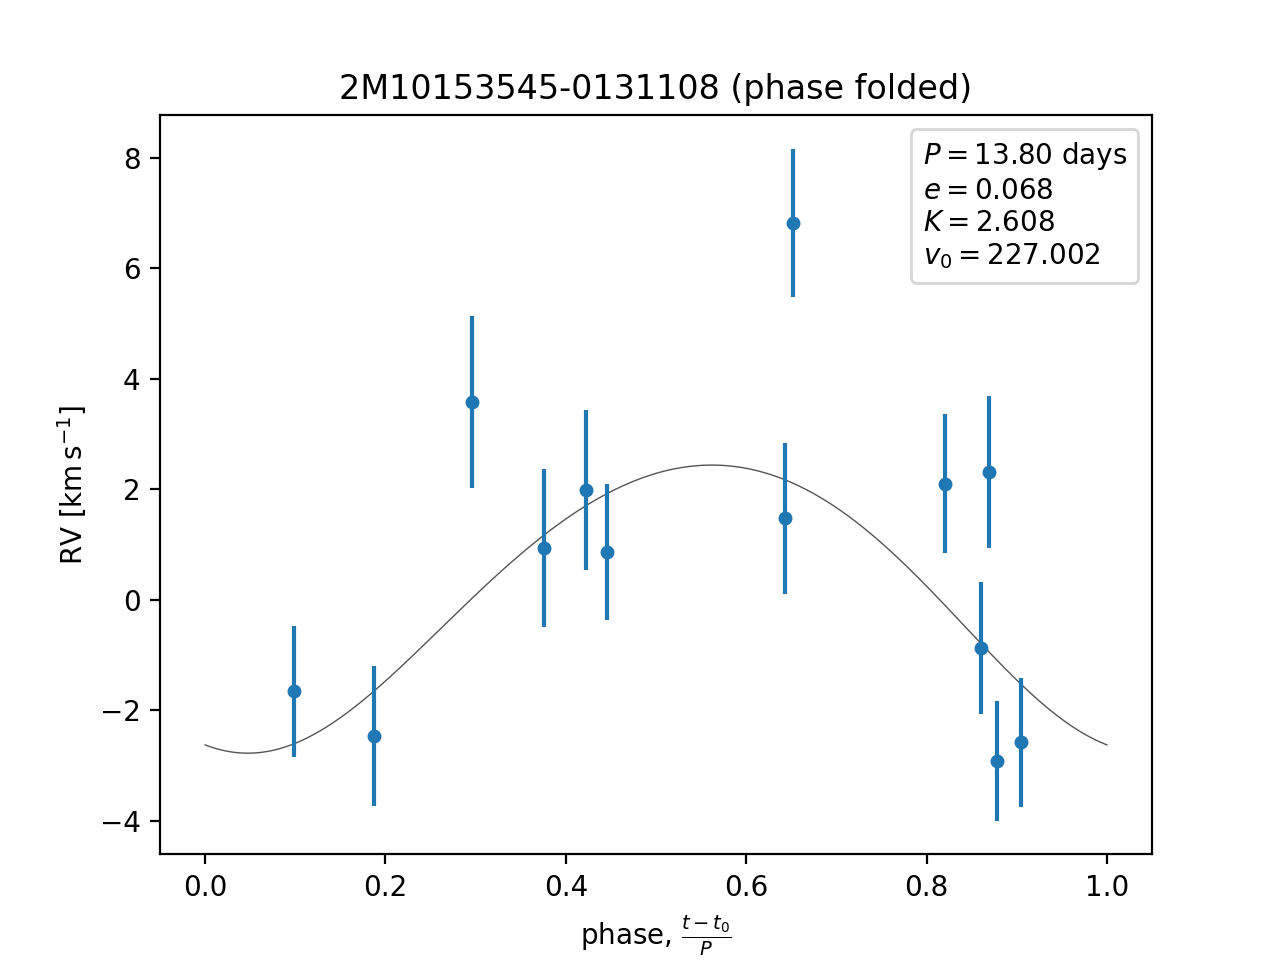 2M10153545-0131108 (phase folded)
P = 13.80 days
e = 0.068
K = 2.608
v₀ = 227.002
RV [km s⁻¹]
8
6
4
2
0
−2
−4
0.0 0.2 0.4 0.6 0.8 1.0
phase, (t − t₀)/P